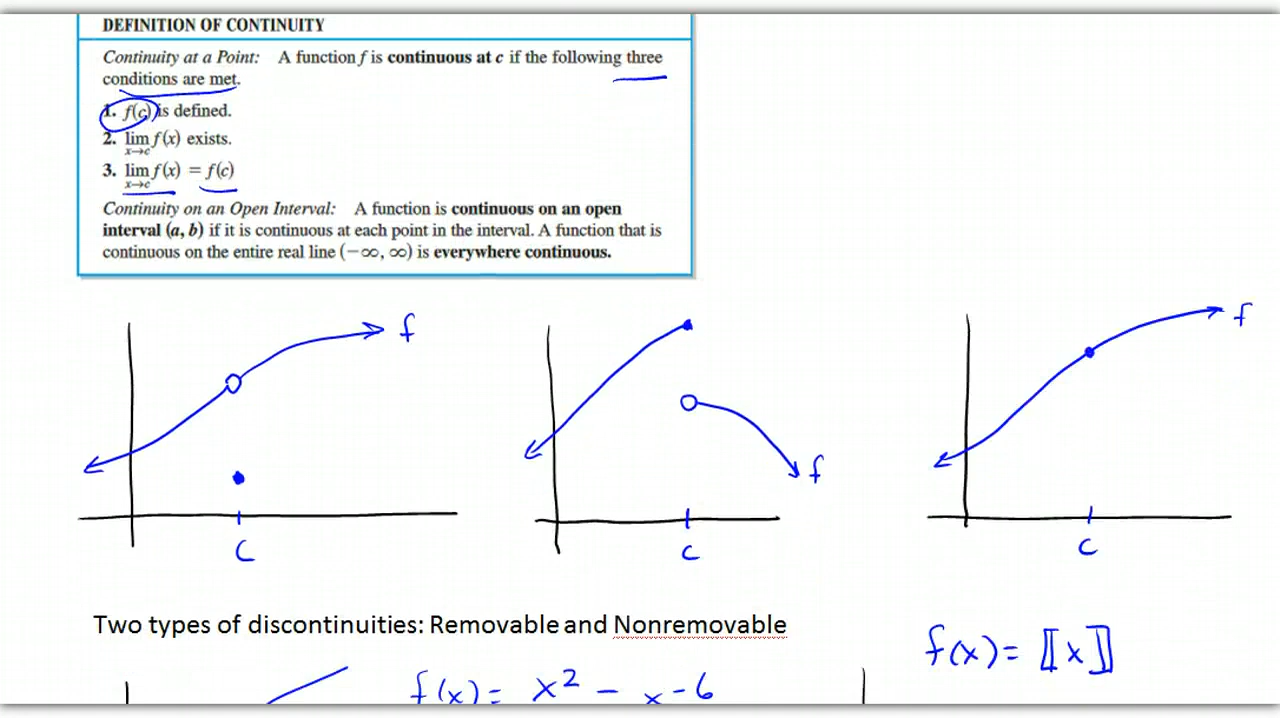 DEFINITION OF CONTINUITY
Continuity at a Point: A function f is continuous at c if the following three
conditions are met.
1. f(c) is defined.
2. lim f(x) exists.
x→c
3. lim f(x) = f(c)
x→c
Continuity on an Open Interval: A function is continuous on an open
interval (a, b) if it is continuous at each point in the interval. A function that is
continuous on the entire real line (−∞, ∞) is everywhere continuous.
f
f
f
c
c
c
Two types of discontinuities: Removable and Nonremovable
f(x) = ⟦x⟧
f(x) = x² − x − 6